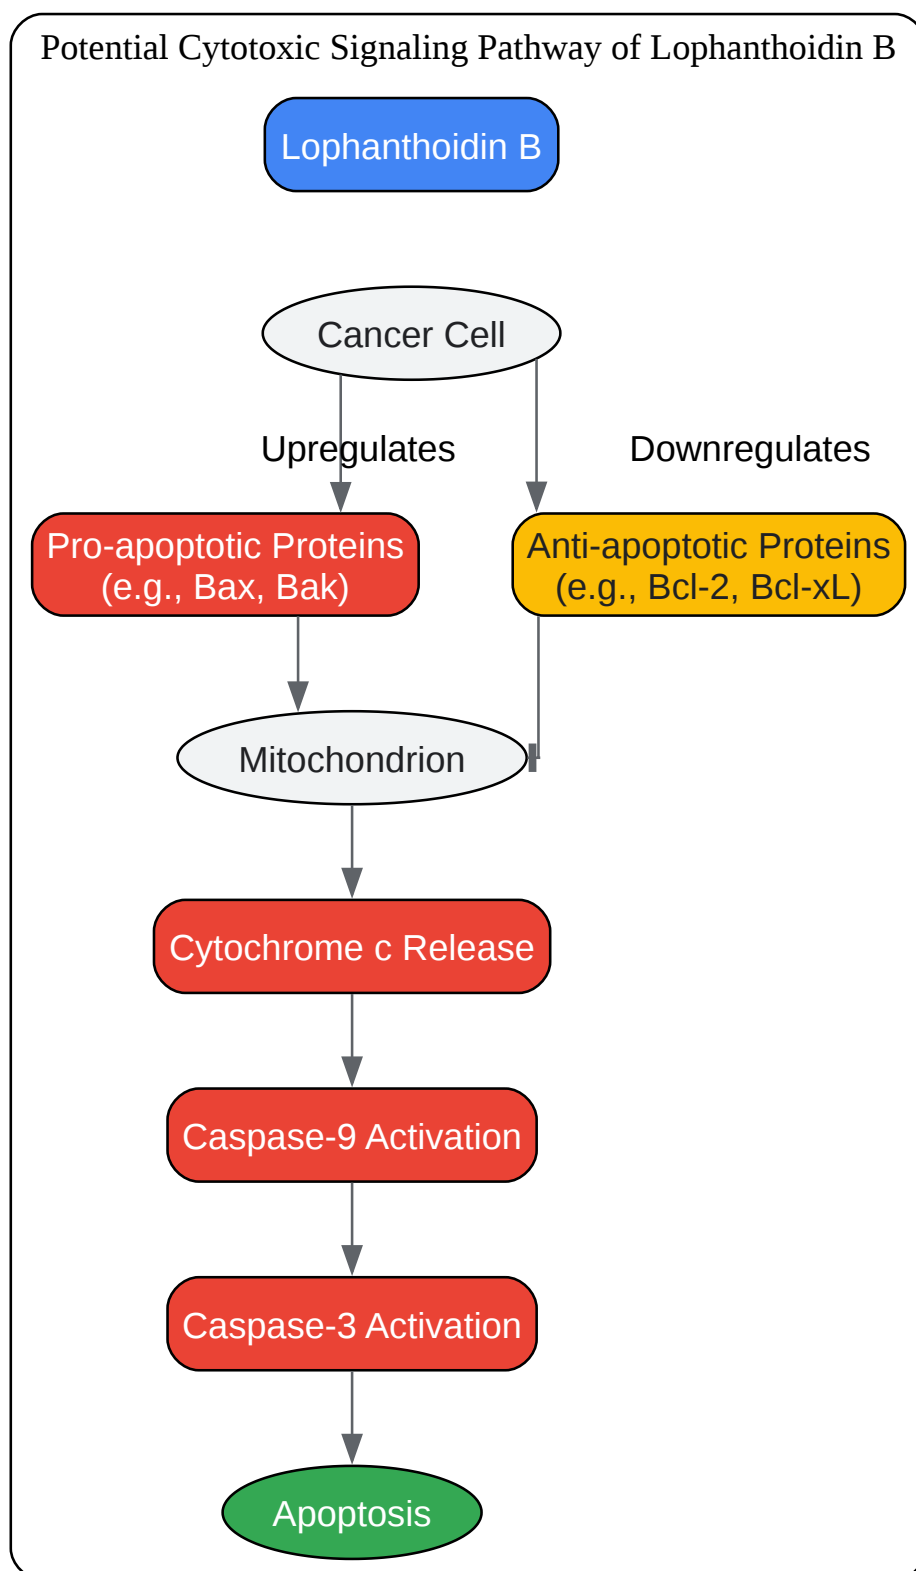 Potential Cytotoxic Signaling Pathway of Lophanthoidin B
Lophanthoidin B
Cancer Cell
Upregulates
Downregulates
Pro-apoptotic Proteins
(e.g., Bax, Bak)
Anti-apoptotic Proteins
(e.g., Bcl-2, Bcl-xL)
Mitochondrion
Cytochrome c Release
Caspase-9 Activation
Caspase-3 Activation
Apoptosis